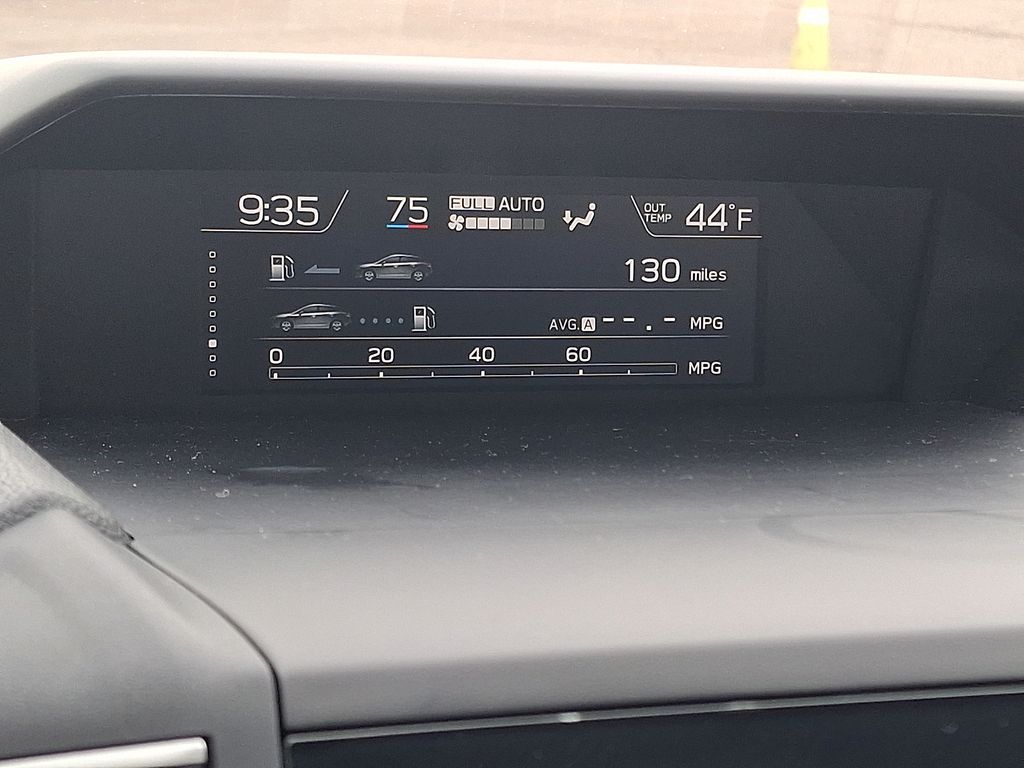 9:35 75 FULL AUTO OUT TEMP 44°F
130 miles
AVG. A --.- MPG
0 20 40 60
MPG